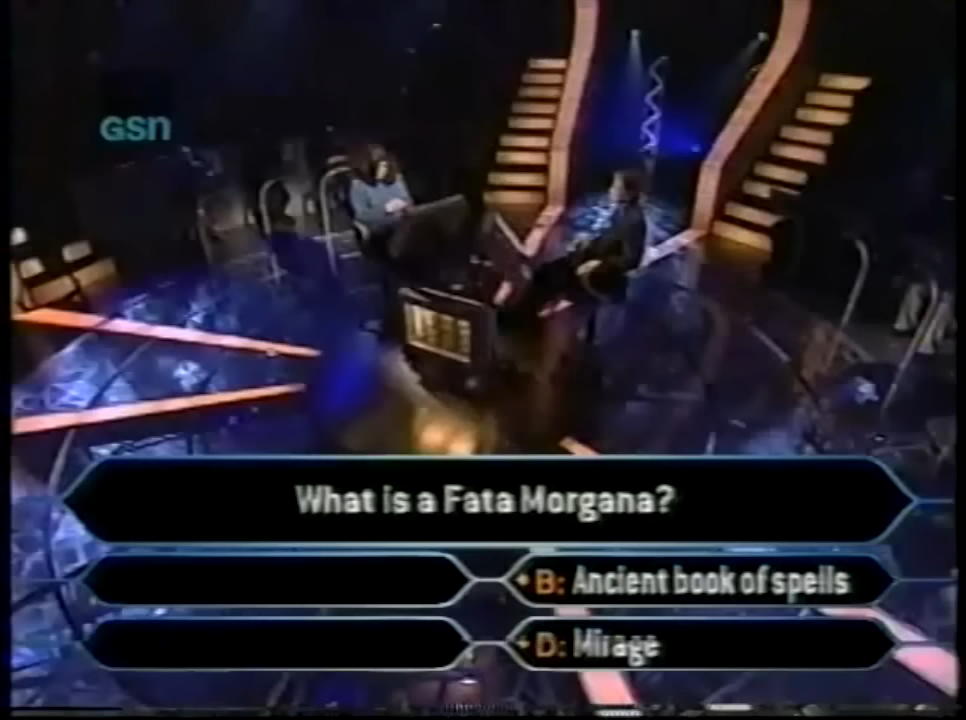 GSN
What is a Fata Morgana?
B: Ancient book of spells
D: Mirage